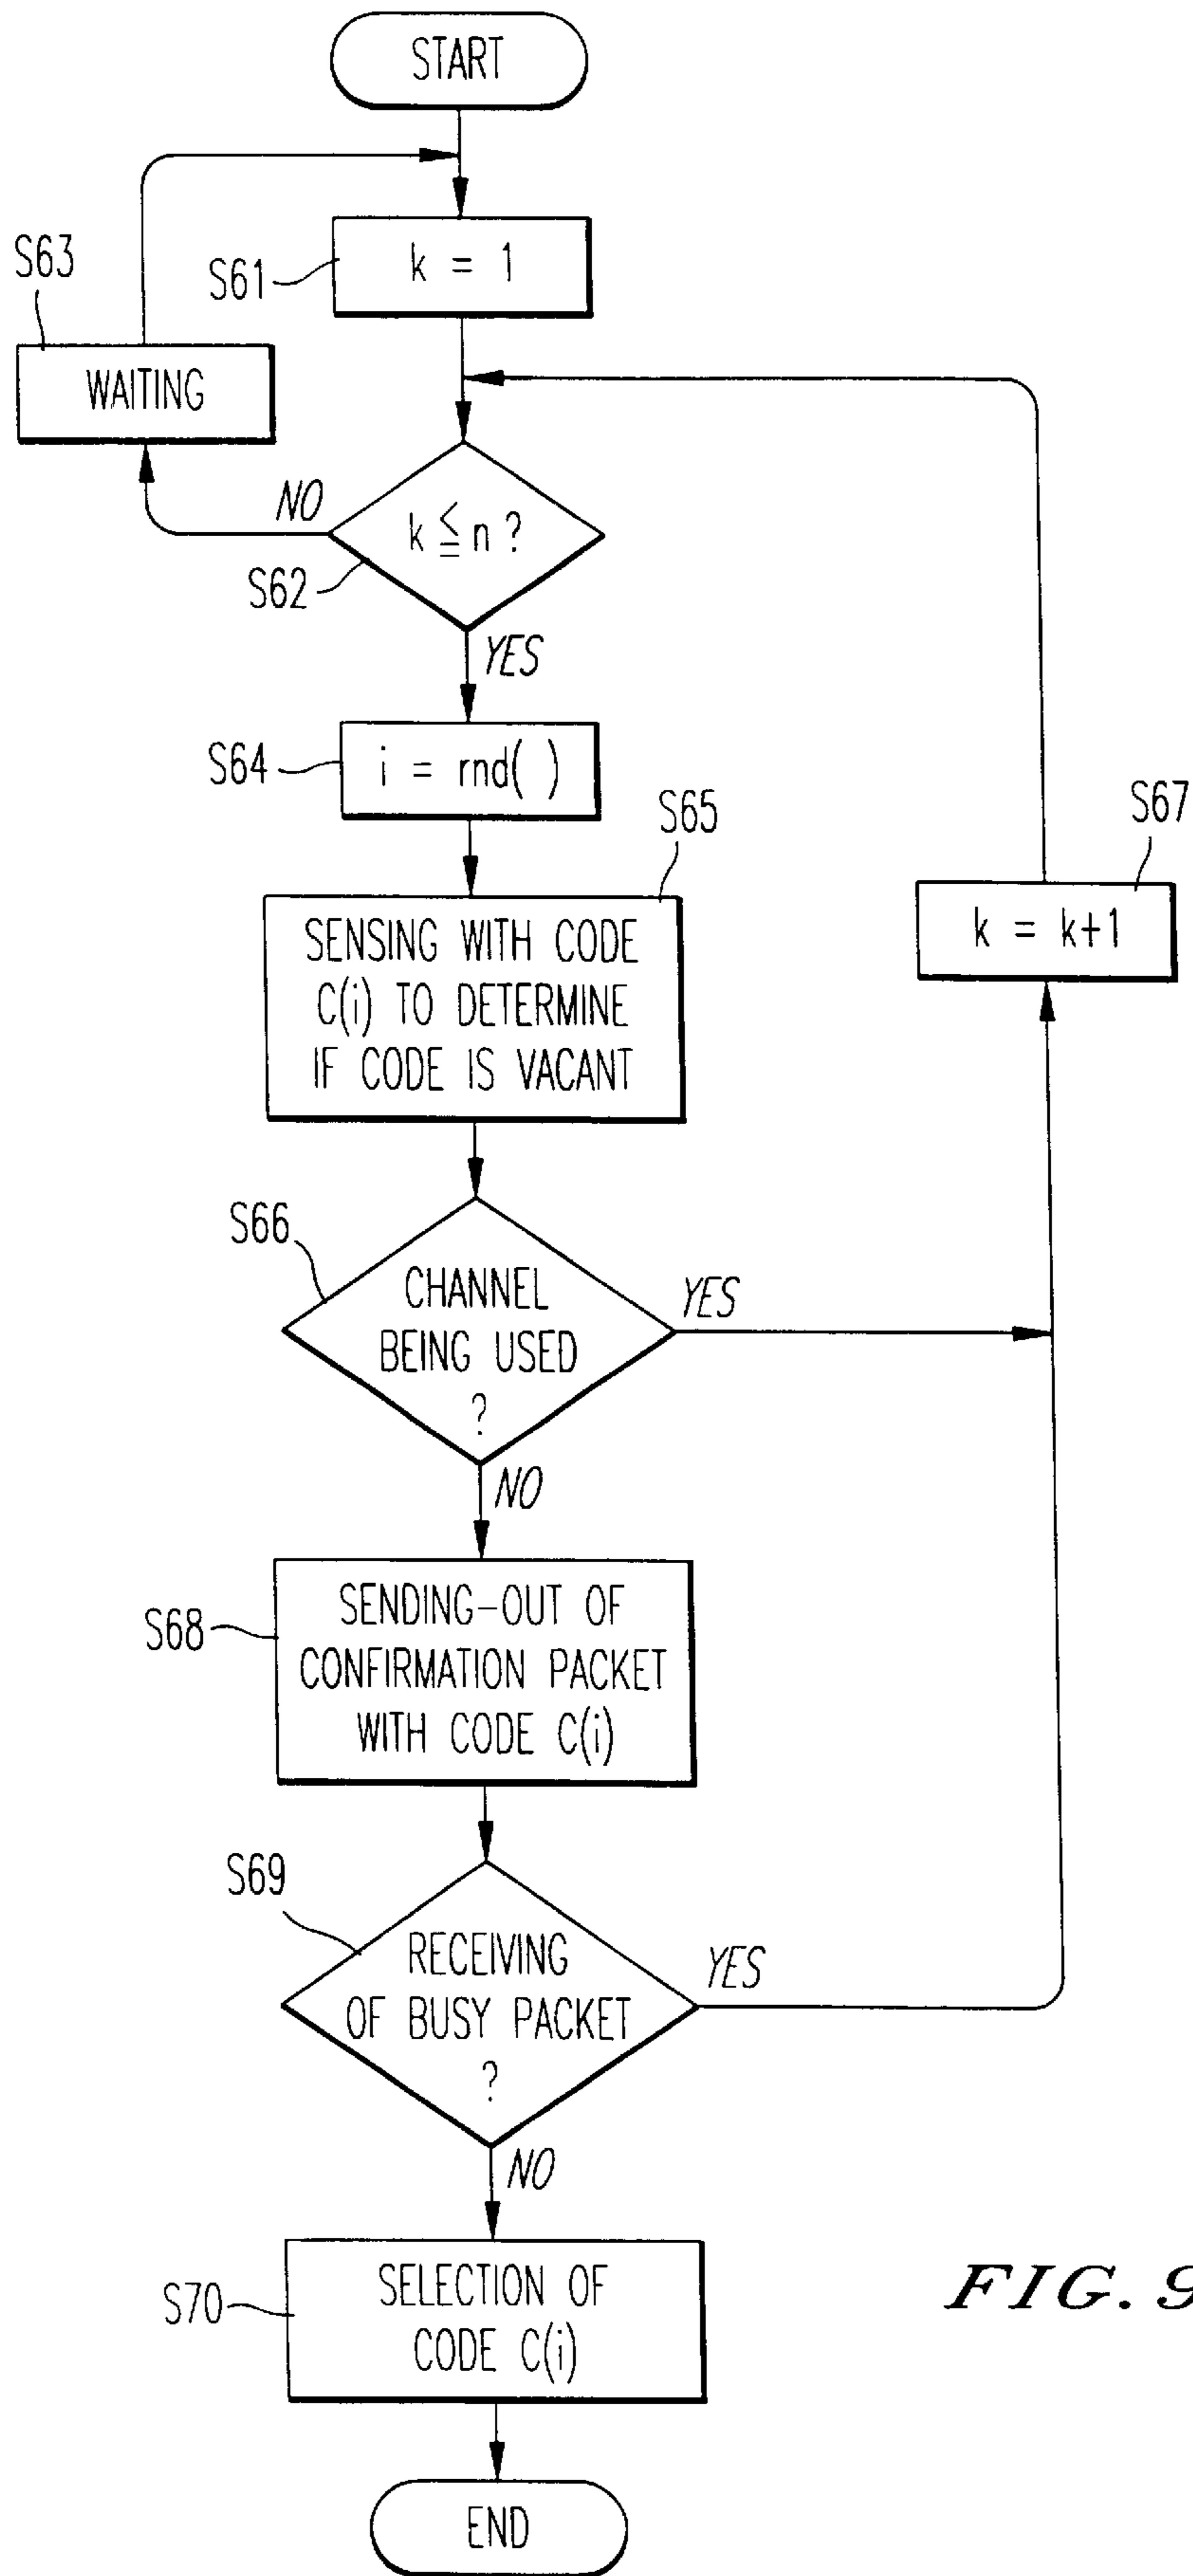 START
S63
S61
k = 1
WAITING
NO
k ≦ n ?
S62
YES
S64
i = rnd( )
S65
S67
SENSING WITH CODE
C(i) TO DETERMINE
IF CODE IS VACANT
k = k+1
S66
CHANNEL
BEING USED
?
YES
NO
S68
SENDING-OUT OF
CONFIRMATION PACKET
WITH CODE C(i)
S69
RECEIVING
OF BUSY PACKET
?
YES
NO
S70
SELECTION OF
CODE C(i)
FIG. 9
END